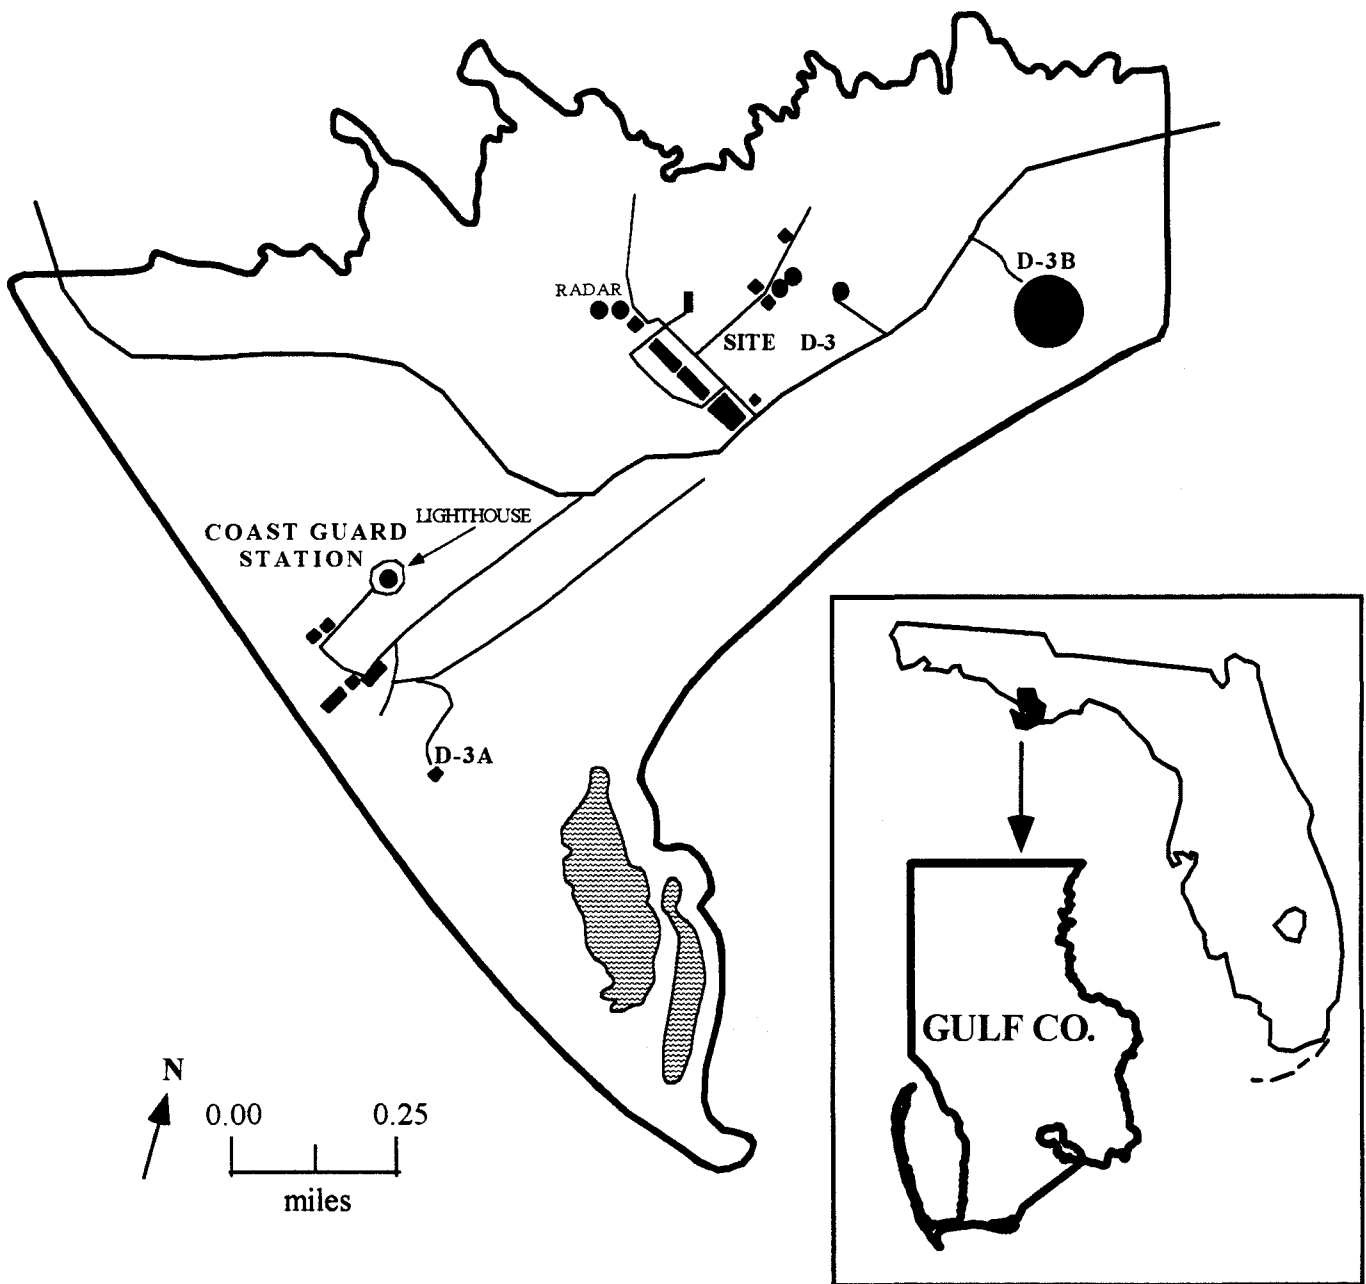 D-3B
RADAR
SITE D-3
LIGHTHOUSE
COAST GUARD
STATION
D-3A
N
0.00 0.25
miles
GULF CO.